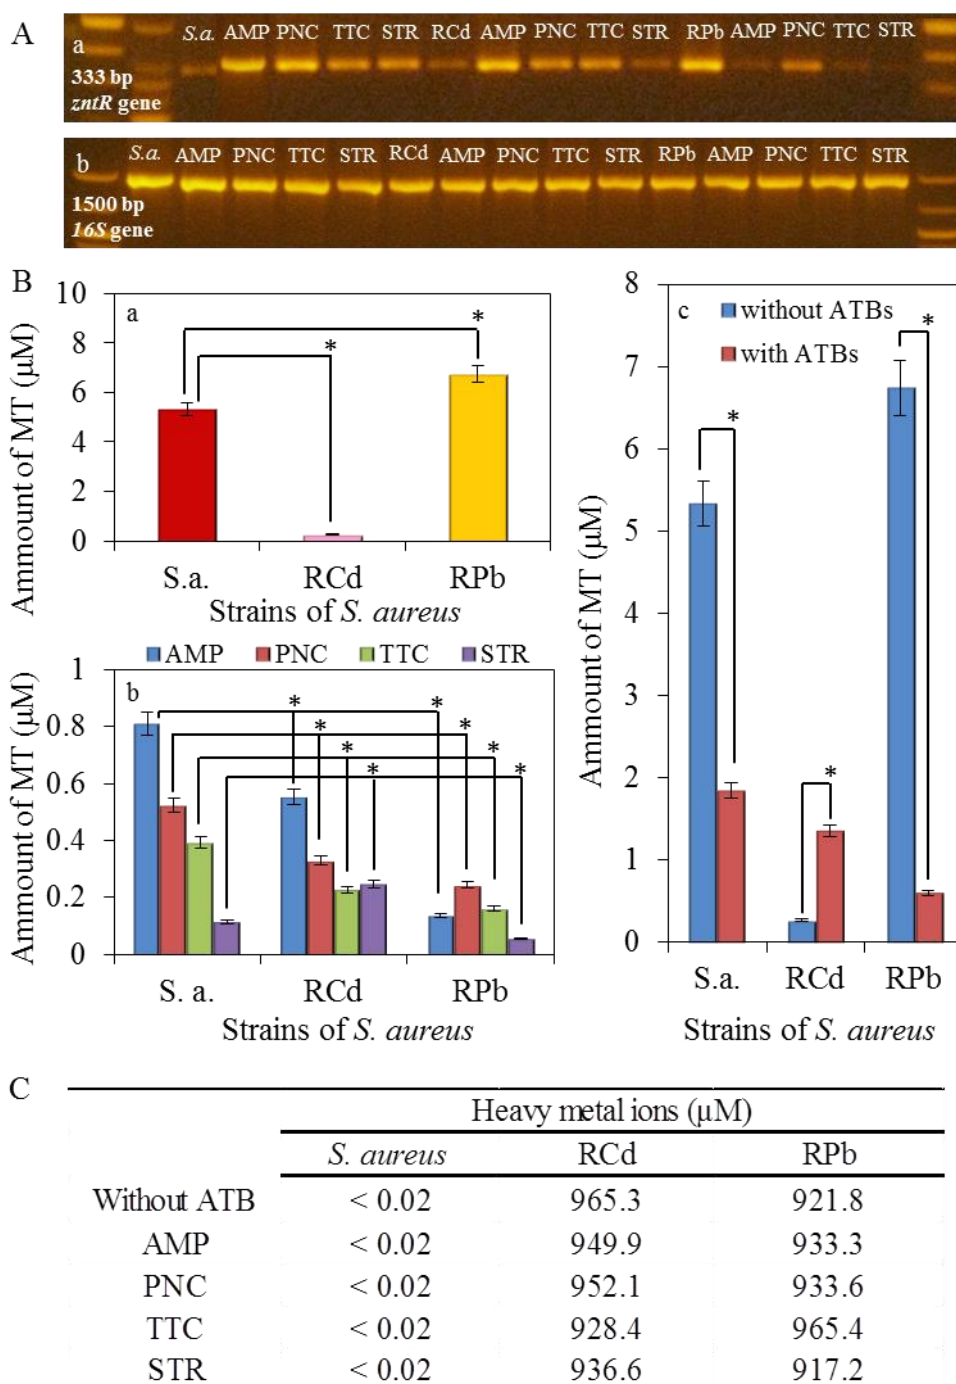 A
a
S.a. AMP PNC TTC STR RCd AMP PNC TTC STR RPb AMP PNC TTC STR
333 bp
zntR gene
b
S.a. AMP PNC TTC STR RCd AMP PNC TTC STR RPb AMP PNC TTC STR
1500 bp
16S gene
B
a
Ammount of MT (µM)
10
8
6
4
2
0
* *
S.a. RCd RPb
Strains of S. aureus
AMP PNC TTC STR
b
Ammount of MT (µM)
1
0.8
0.6
0.4
0.2
0
* *
* *
* *
* *
S. a. RCd RPb
Strains of S. aureus
c
without ATBs
with ATBs
Ammount of MT (µM)
8
7
6
5
4
3
2
1
0
* * *
S.a. RCd RPb
Strains of S. aureus
C
Heavy metal ions (µM)
S. aureus RCd RPb
Without ATB < 0.02 965.3 921.8
AMP < 0.02 949.9 933.3
PNC < 0.02 952.1 933.6
TTC < 0.02 928.4 965.4
STR < 0.02 936.6 917.2